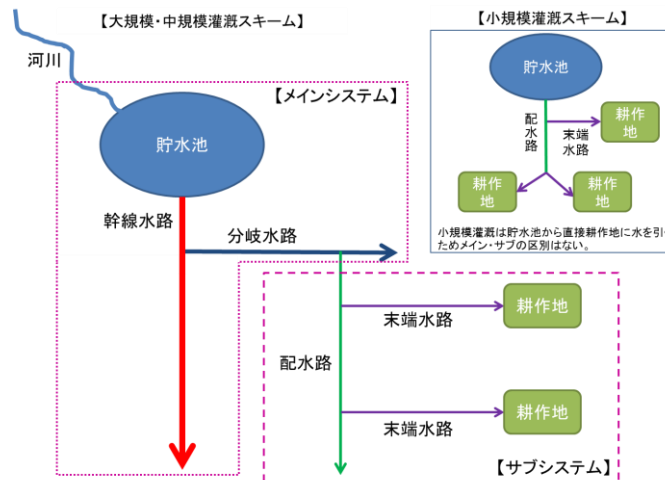 【大規模・中規模灌漑スキーム】
河川
【メインシステム】
貯水池
幹線水路
分岐水路
配水路
末端水路
耕作地
末端水路
耕作地
【サブシステム】
【小規模灌漑スキーム】
貯水池
配水路
末端
水路
耕作
地
耕作
地
耕作
地
小規模灌漑は貯水池から直接耕作地に水を引
ためメイン・サブの区別はない。